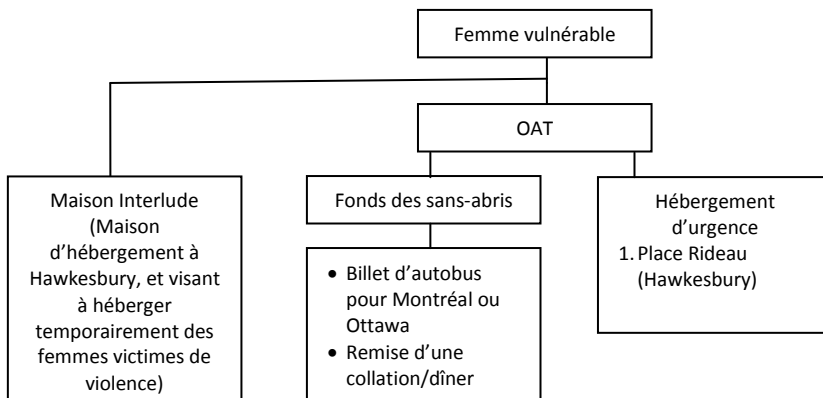 Femme vulnérable
OAT
Maison Interlude
(Maison
d’hébergement à
Hawkesbury, et visant
à héberger
temporairement des
femmes victimes de
violence)
Fonds des sans-abris
• Billet d’autobus
pour Montréal ou
Ottawa
• Remise d’une
collation/dîner
Hébergement
d’urgence
1. Place Rideau
(Hawkesbury)